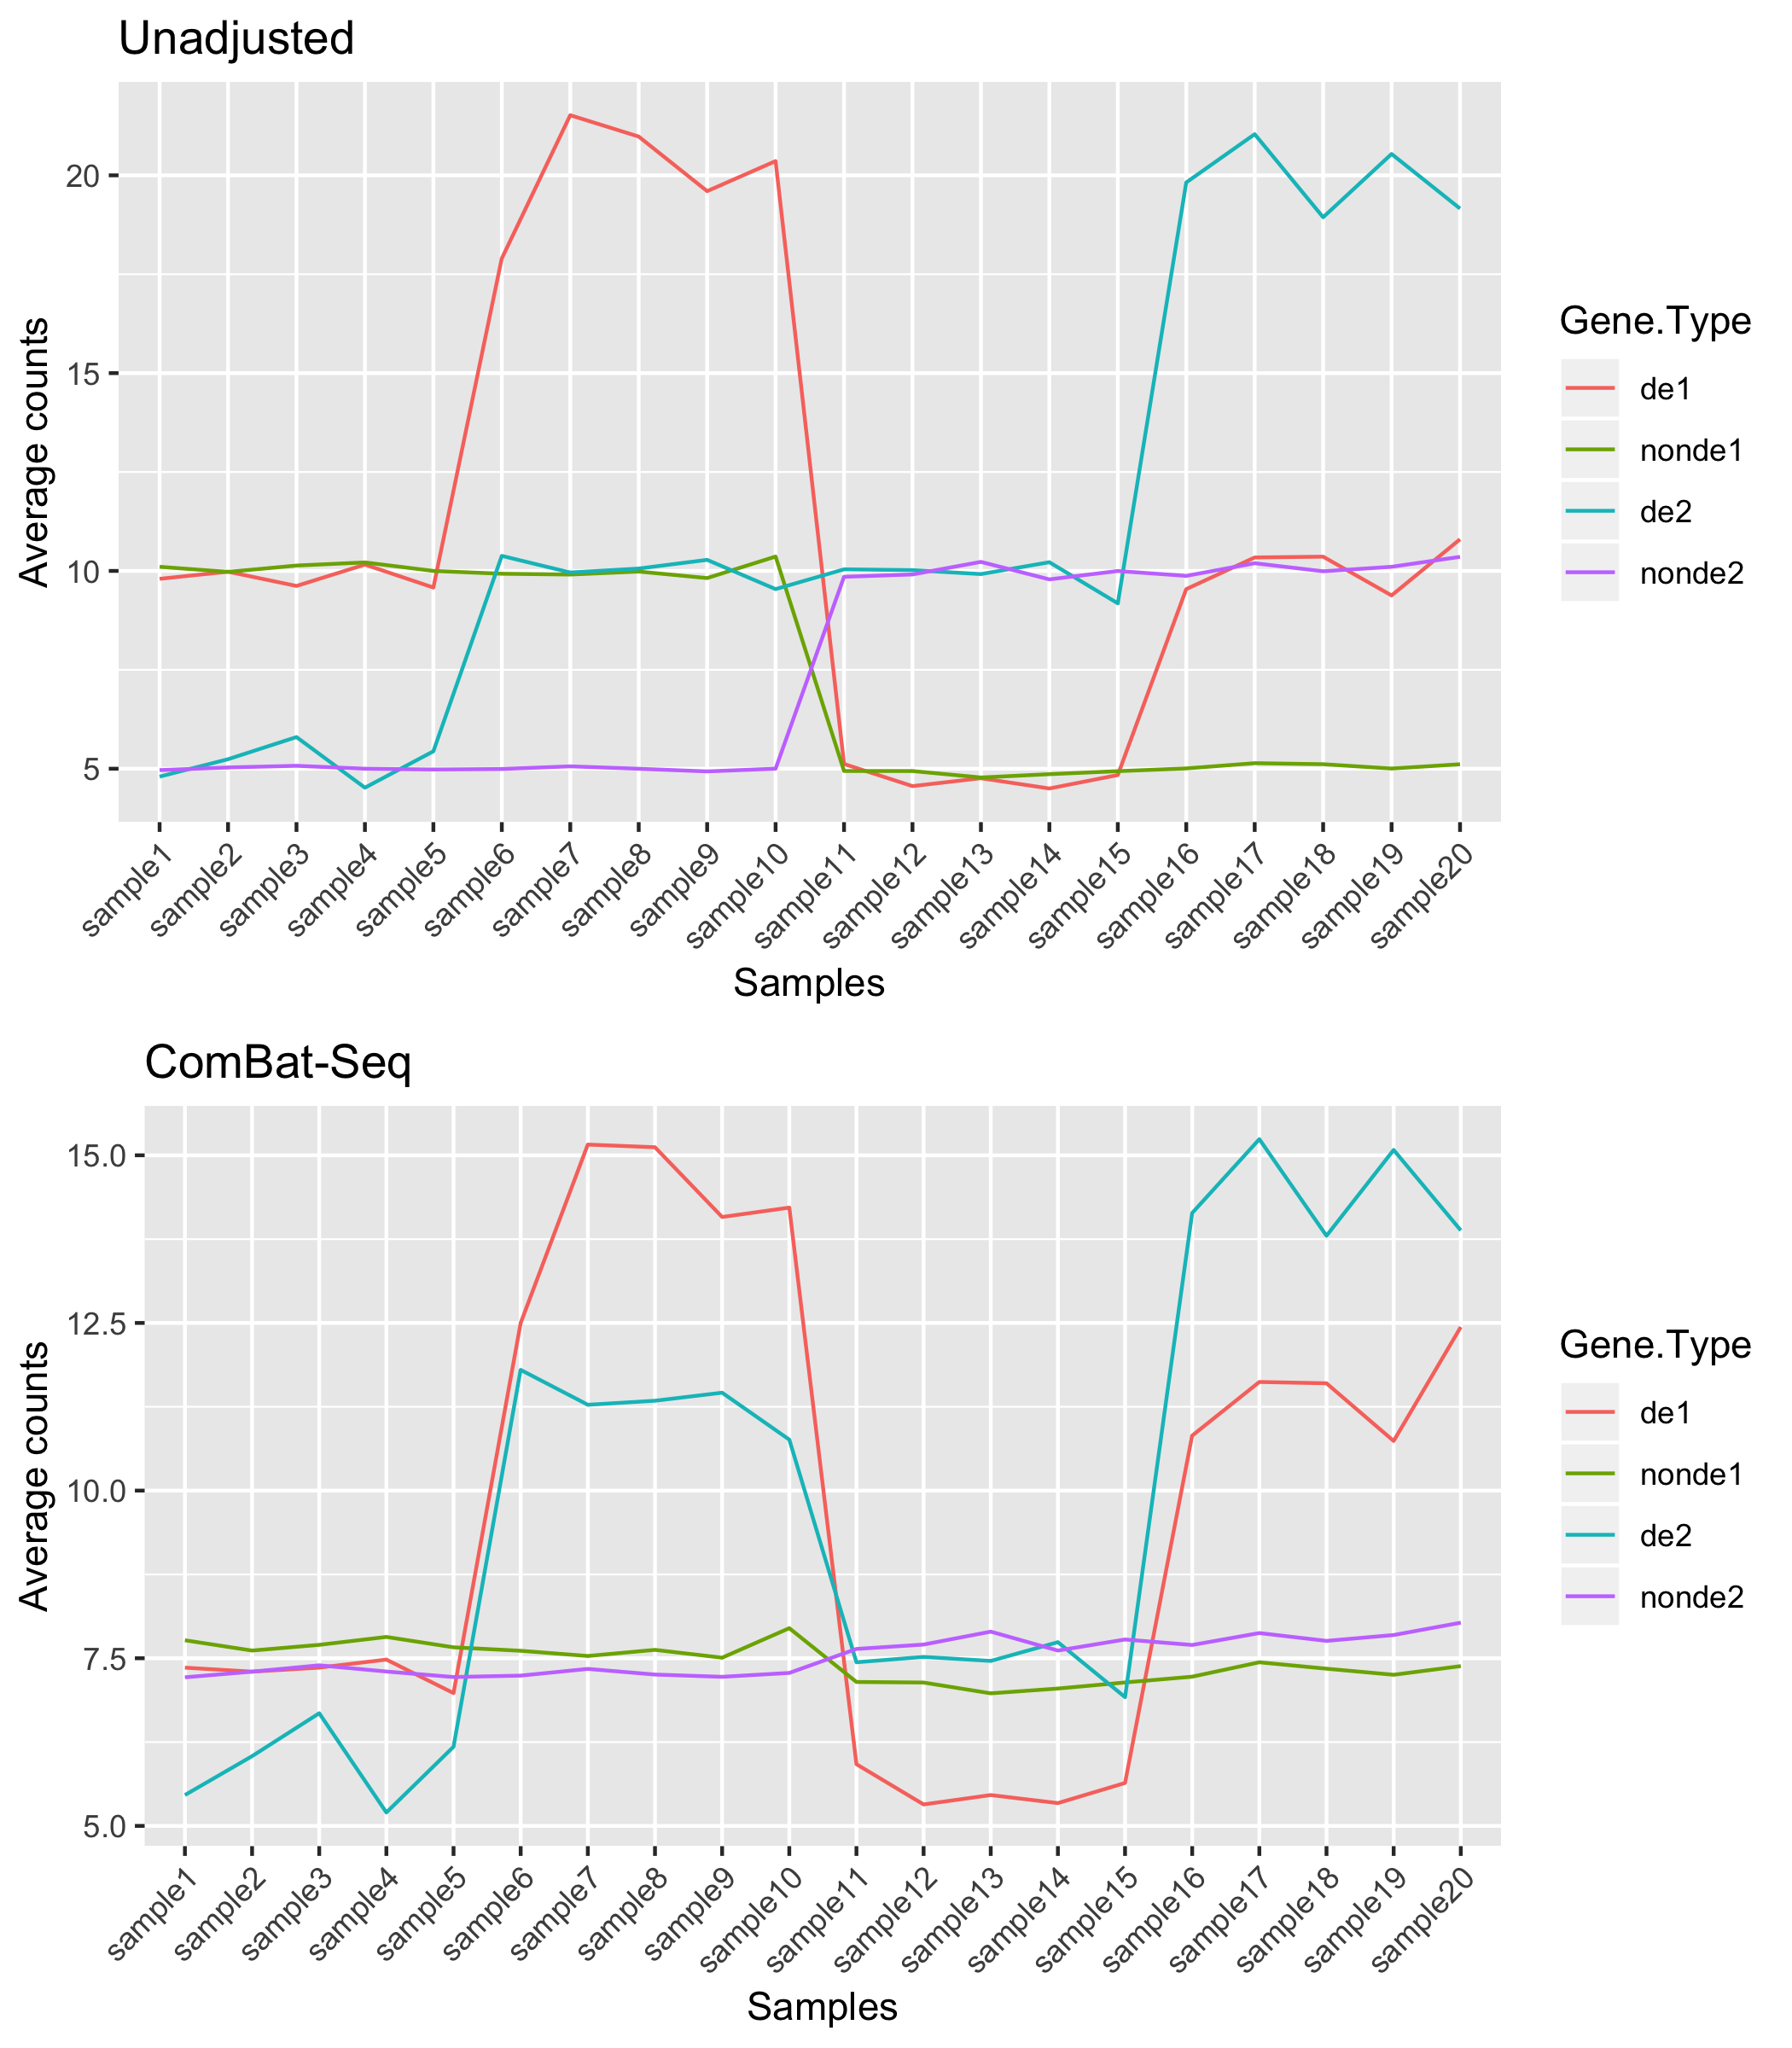 Unadjusted
Average counts
20
15
10
5
sample1
sample2
sample3
sample4
sample5
sample6
sample7
sample8
sample9
sample10
sample11
sample12
sample13
sample14
sample15
sample16
sample17
sample18
sample19
sample20
Samples
Gene.Type
de1
nonde1
de2
nonde2
ComBat-Seq
Average counts
15.0
12.5
10.0
7.5
5.0
sample1
sample2
sample3
sample4
sample5
sample6
sample7
sample8
sample9
sample10
sample11
sample12
sample13
sample14
sample15
sample16
sample17
sample18
sample19
sample20
Samples
Gene.Type
de1
nonde1
de2
nonde2